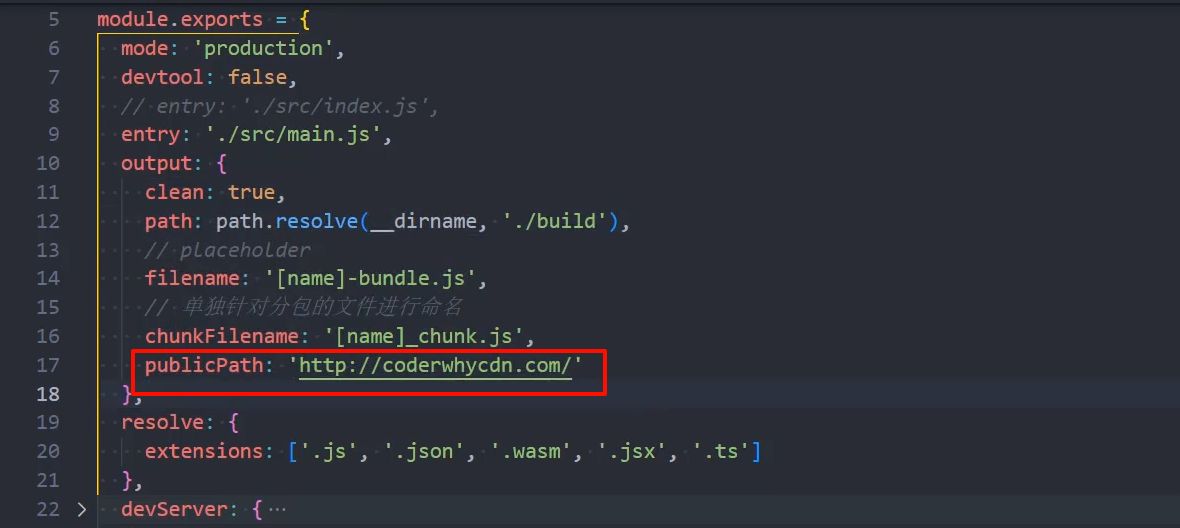 5 module.exports = {
6 mode: 'production',
7 devtool: false,
8 // entry: './src/index.js',
9 entry: './src/main.js',
10 output: {
11 clean: true,
12 path: path.resolve(__dirname, './build'),
13 // placeholder
14 filename: '[name]-bundle.js',
15 // 单独针对分包的文件进行命名
16 chunkFilename: '[name]_chunk.js',
17 publicPath: 'http://coderwhycdn.com/'
18 },
19 resolve: {
20 extensions: ['.js', '.json', '.wasm', '.jsx', '.ts']
21 },
22 devServer: { ···